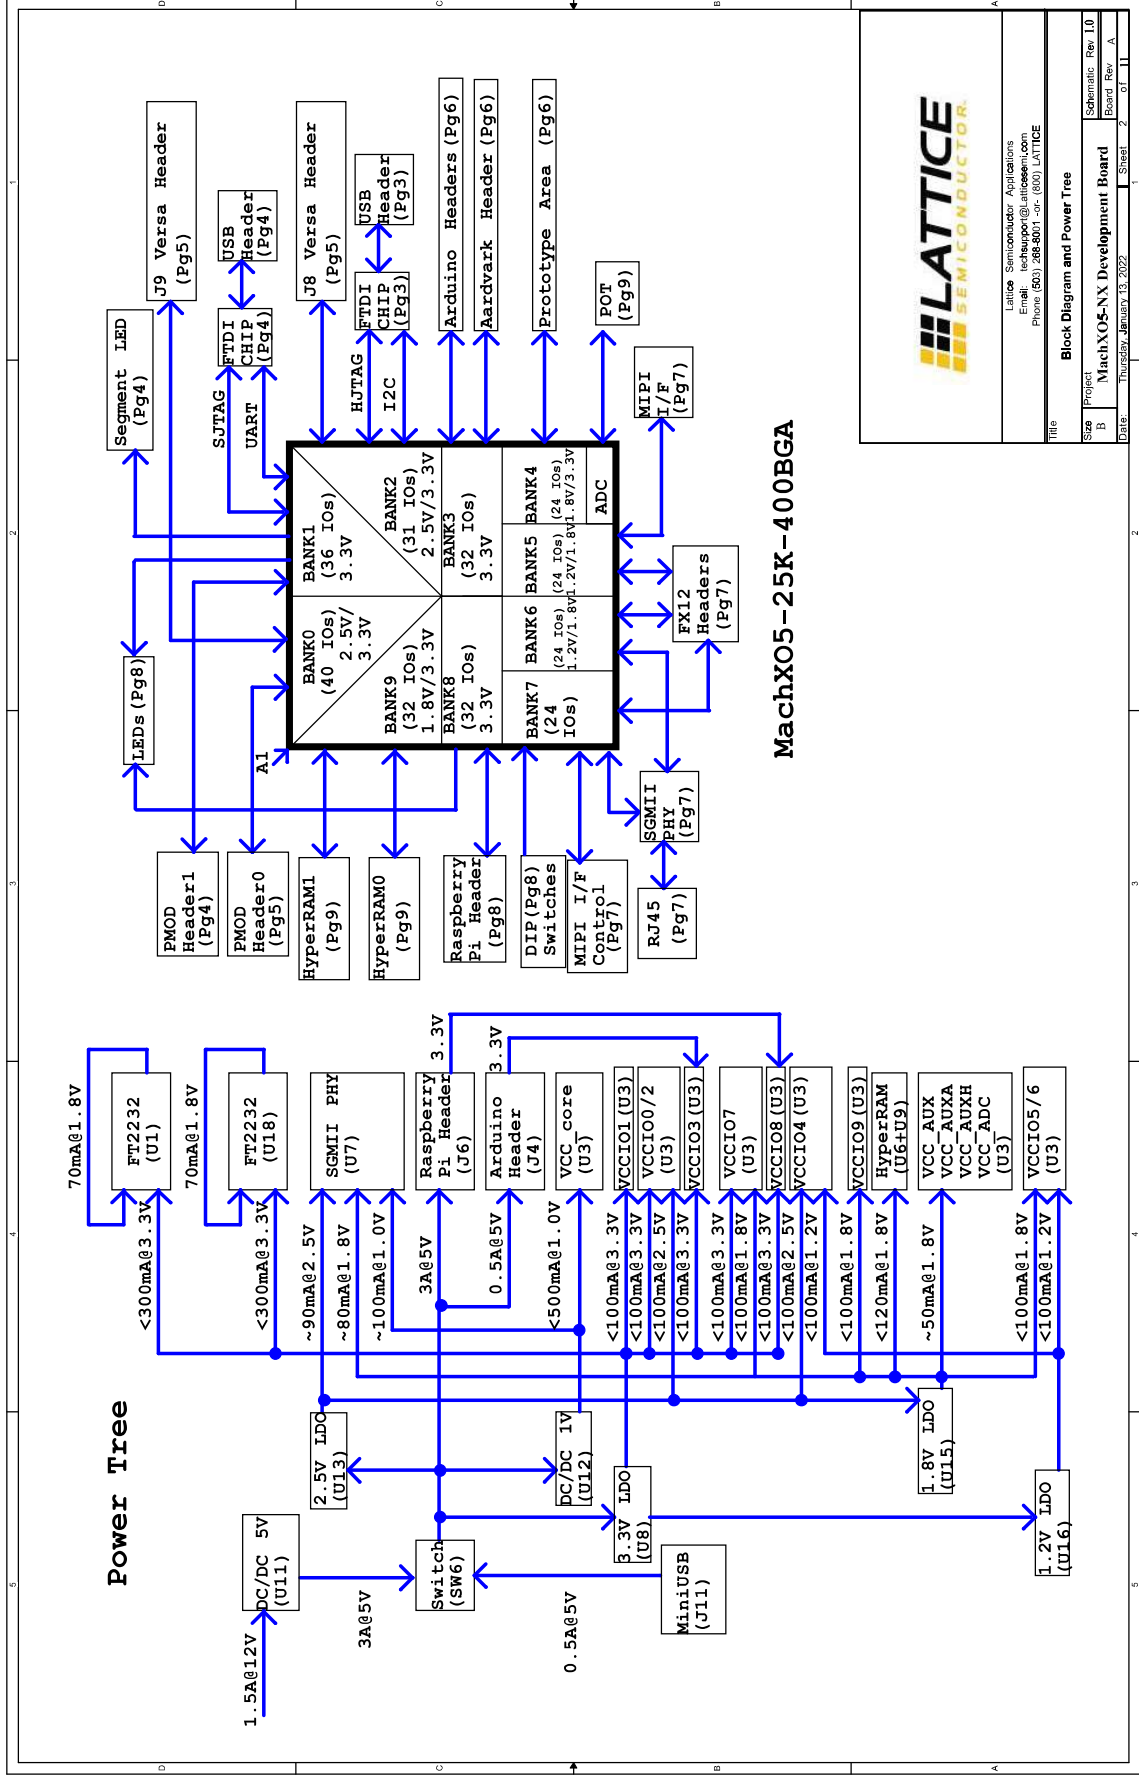 Power Tree
1.5A@12V
DC/DC 5V
(U11)
3A@5V
Switch
(SW6)
0.5A@5V
MiniUSB
(J11)
2.5V LDO
(U13)
DC/DC 1V
(U12)
3.3V LDO
(U8)
1.8V LDO
(U15)
1.2V LDO
(U16)
70mA@1.8V
FT2232
(U1)
<300mA@3.3V
70mA@1.8V
FT2232
(U18)
<300mA@3.3V
SGMII PHY
(U7)
~90mA@2.5V
~80mA@1.8V
~100mA@1.0V
Raspberry
Pi Header
(J6)
3.3V
3A@5V
Arduino
Header
(J4)
3.3V
0.5A@5V
VCC_core
(U3)
<500mA@1.0V
VCCIO1(U3)
<100mA@3.3V
VCCIO0/2
(U3)
<100mA@3.3V
<100mA@2.5V
VCCIO3(U3)
<100mA@3.3V
VCCIO7
(U3)
<100mA@3.3V
<100mA@1.8V
VCCIO8(U3)
<100mA@3.3V
VCCIO4(U3)
<100mA@2.5V
<100mA@1.2V
VCCIO9(U3)
<100mA@1.8V
HyperRAM
(U6+U9)
<120mA@1.8V
VCC_AUX
VCC_AUXA
VCC_AUXH
VCC_ADC
(U3)
~50mA@1.8V
VCCIO5/6
(U3)
<100mA@1.8V
<100mA@1.2V
PMOD
Header1
(Pg4)
PMOD
Header0
(Pg5)
HyperRAM1
(Pg9)
HyperRAM0
(Pg9)
Raspberry
Pi Header
(Pg8)
DIP(Pg8)
Switches
MIPI I/F
Control
(Pg7)
RJ45
(Pg7)
SGMII
PHY
(Pg7)
LEDs(Pg8)
A1
BANK0
(40 IOs)
2.5V/
3.3V
BANK1
(36 IOs)
3.3V
BANK9
(32 IOs)
1.8V/3.3V
BANK2
(31 IOs)
2.5V/3.3V
BANK8
(32 IOs)
3.3V
BANK3
(32 IOs)
3.3V
BANK7
(24
IOs)
BANK6
(24 IOs)
1.2V/1.8V
BANK5
(24 IOs)
1.2V/1.8V
BANK4
(24 IOs)
1.8V/3.3V
ADC
Segment LED
(Pg4)
J9 Versa Header
(Pg5)
SJTAG
UART
FTDI
CHIP
(Pg4)
USB
Header
(Pg4)
J8 Versa Header
(Pg5)
HJTAG
I2C
FTDI
CHIP
(Pg3)
USB
Header
(Pg3)
Arduino Headers(Pg6)
Aardvark Header(Pg6)
Prototype Area (Pg6)
POT
(Pg9)
MIPI
I/F
(Pg7)
FX12
Headers
(Pg7)
MachXO5-25K-400BGA
LATTICE
SEMICONDUCTOR.
Lattice Semiconductor Applications
Email: techsupport@Latticesemi.com
Phone (503) 268-8001 -or- (800) LATTICE
Title
Block Diagram and Power Tree
Size
B
Project
MachXO5-NX Development Board
Schematic Rev 1.0
Board Rev A
Date: Thursday, January 13, 2022
Sheet 2 of 11
5
4
3
2
1
5
4
3
2
1
D
C
B
A
D
C
B
A